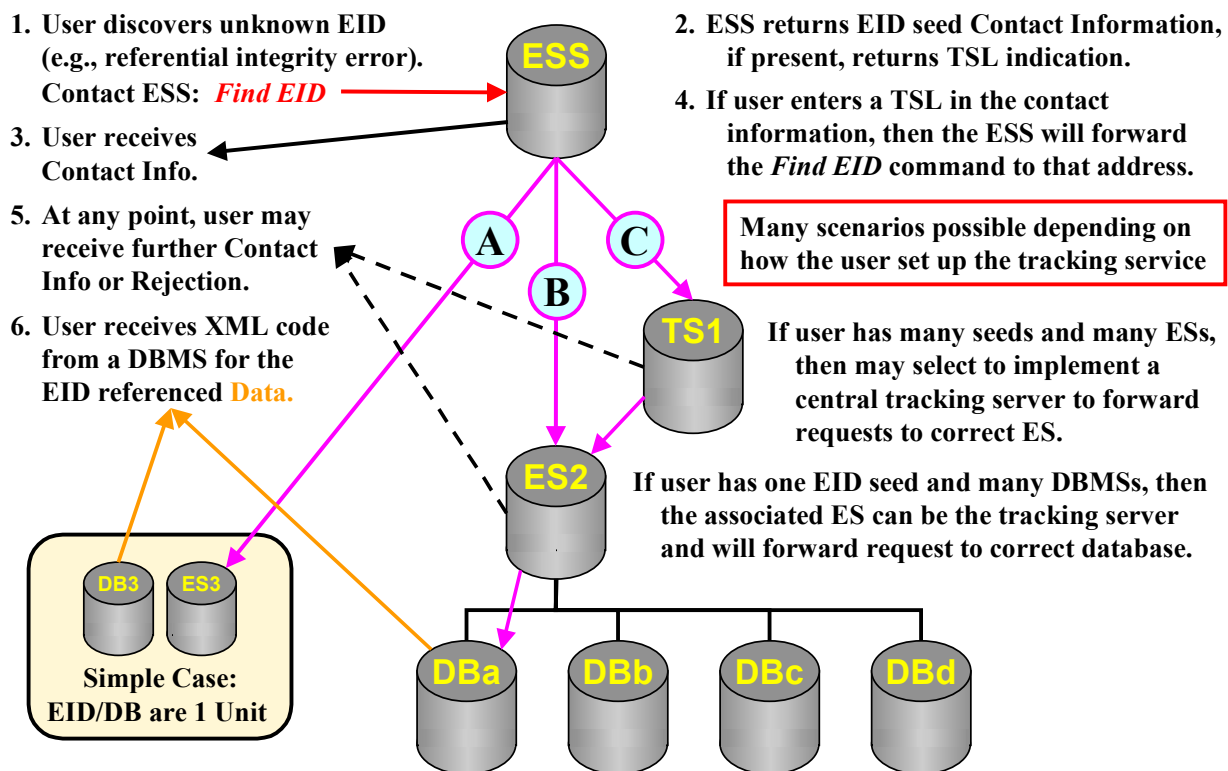 1. User discovers unknown EID
(e.g., referential integrity error).
Contact ESS: Find EID
ESS
2. ESS returns EID seed Contact Information,
if present, returns TSL indication.
3. User receives
Contact Info.
4. If user enters a TSL in the contact
information, then the ESS will forward
the Find EID command to that address.
5. At any point, user may
receive further Contact
Info or Rejection.
A
B
C
Many scenarios possible depending on
how the user set up the tracking service
6. User receives XML code
from a DBMS for the
EID referenced Data.
TS1
If user has many seeds and many ESs,
then may select to implement a
central tracking server to forward
requests to correct ES.
ES2
If user has one EID seed and many DBMSs, then
the associated ES can be the tracking server
and will forward request to correct database.
DB3
ES3
Simple Case:
EID/DB are 1 Unit
DBa
DBb
DBc
DBd